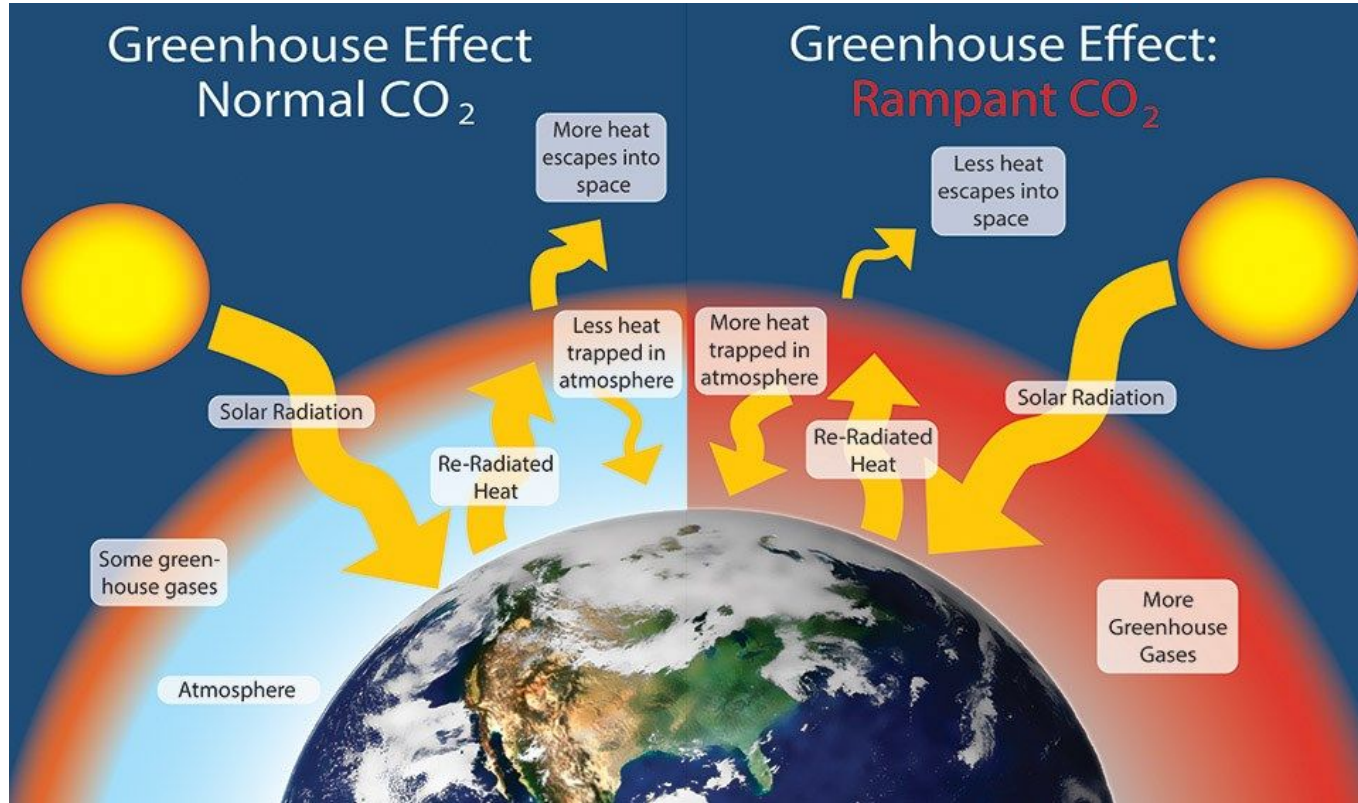 Greenhouse Effect
Normal CO₂
More heat
escapes into
space
Less heat
trapped in
atmosphere
Solar Radiation
Re-Radiated
Heat
Some green-
house gases
Atmosphere
Greenhouse Effect:
Rampant CO₂
Less heat
escapes into
space
More heat
trapped in
atmosphere
Solar Radiation
Re-Radiated
Heat
More
Greenhouse
Gases